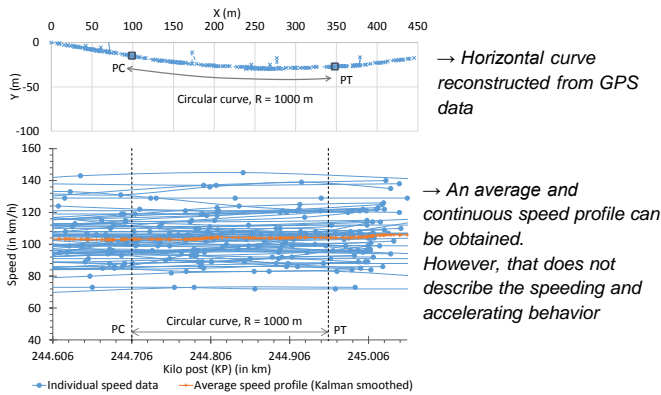 X (m)
0 50 100 150 200 250 300 350 400 450
0
-50
-100
Y (m)
PC
PT
Circular curve, R = 1000 m
→ Horizontal curve
reconstructed from GPS
data
160
140
120
100
80
60
40
Speed (in km/h)
PC
Circular curve, R = 1000 m
PT
244.606 244.706 244.806 244.906 245.006
Kilo post (KP) (in km)
Individual speed data
Average speed profile (Kalman smoothed)
→ An average and
continuous speed profile can
be obtained.
However, that does not
describe the speeding and
accelerating behavior